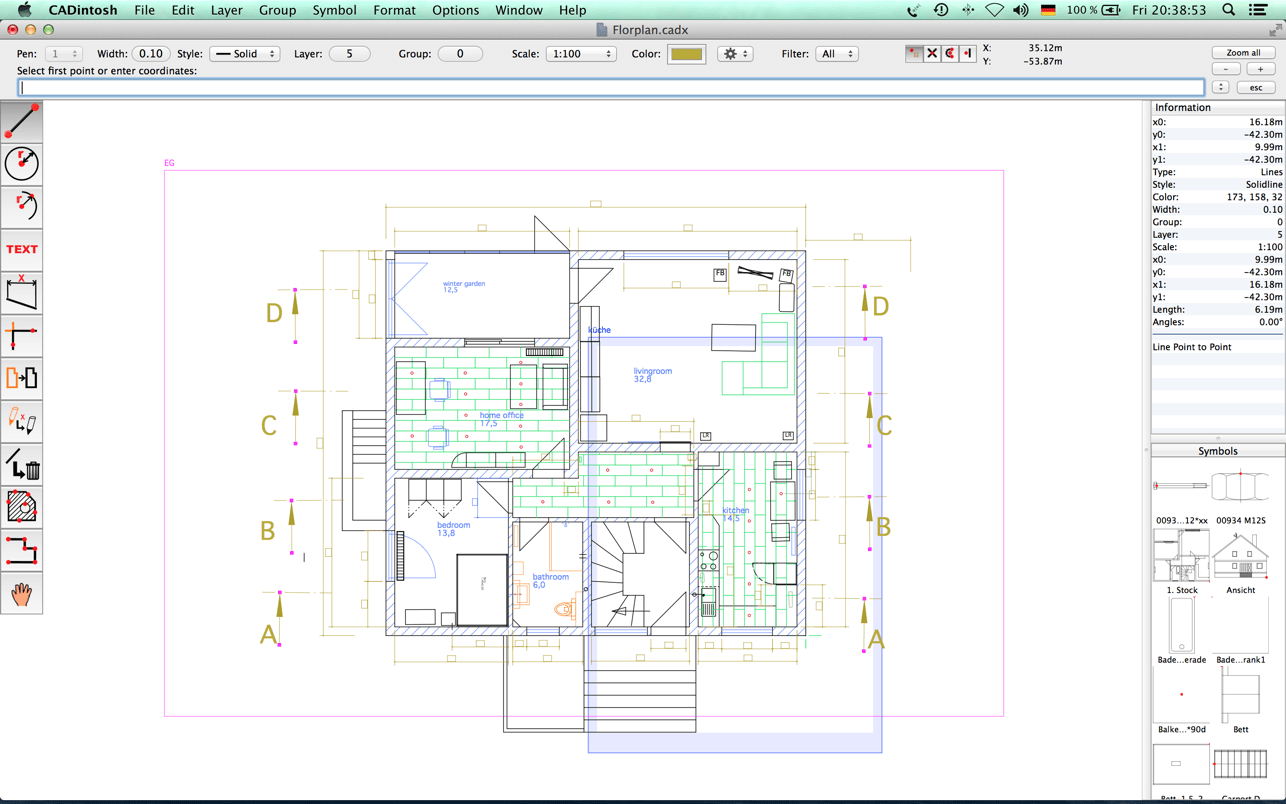 CADintosh File Edit Layer Group Symbol Format Options Window Help 100 % Fri 20:38:53
Florplan.cadx
Pen: 1 Width: 0.10 Style: Solid Layer: 5 Group: 0 Scale: 1:100 Color: Filter: All X: 35.12m Zoom all
Y: -53.87m
- +
Select first point or enter coordinates:
esc
TEXT
X
x
Information
x0: 16.18m
y0: -42.30m
x1: 9.99m
y1: -42.30m
Type: Lines
Style: Solidline
Color: 173, 158, 32
Width: 0.10
Group: 0
Layer: 5
Scale: 1:100
x0: 9.99m
y0: -42.30m
x1: 16.18m
y1: -42.30m
Length: 6.19m
Angles: 0.00°
Line Point to Point
Symbols
0093...12*xx 00934 M12S
1. Stock Ansicht
Bade...erade Bade...rank1
Balke...*90d Bett
EG
winter garden
12,5
FB FB
D D
küche
livingroom
32,8
home office
17,5
C C
LR LR
bedroom
13,8
kitchen
14,5
B B
bathroom
6,0
A A